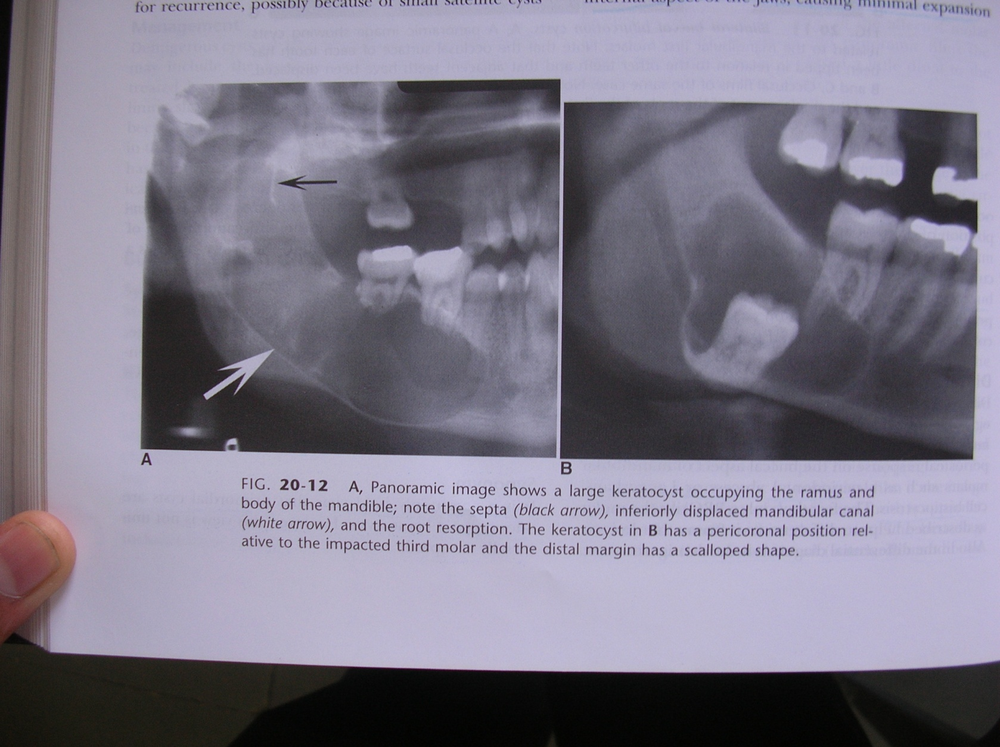 for recurrence, possibly because of small satellite cysts
internal aspect of the jaws, causing minimal expansion
A
B
FIG. 20-12 A, Panoramic image shows a large keratocyst occupying the ramus and
body of the mandible; note the septa (black arrow), inferiorly displaced mandibular canal
(white arrow), and the root resorption. The keratocyst in B has a pericoronal position rel-
ative to the impacted third molar and the distal margin has a scalloped shape.